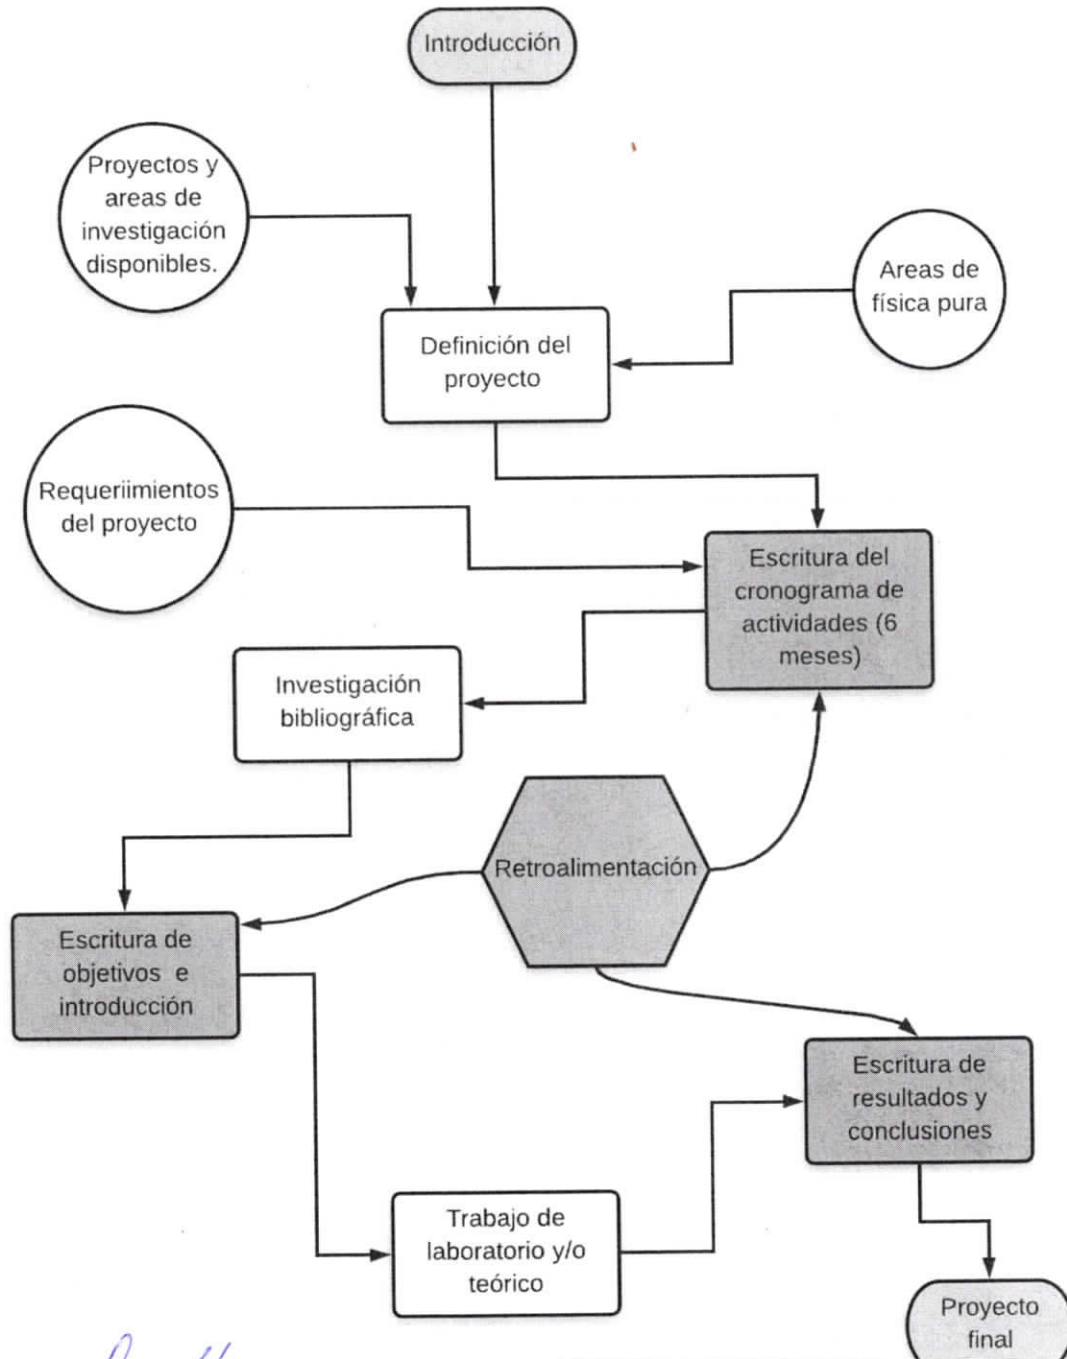 Introducción
Proyectos y
areas de
investigación
disponibles.
Areas de
física pura
Definición del
proyecto
Requeriimientos
del proyecto
Escritura del
cronograma de
actividades (6
meses)
Investigación
bibliográfica
Retroalimentación
Escritura de
objetivos e
introducción
Escritura de
resultados y
conclusiones
Trabajo de
laboratorio y/o
teórico
Proyecto
final